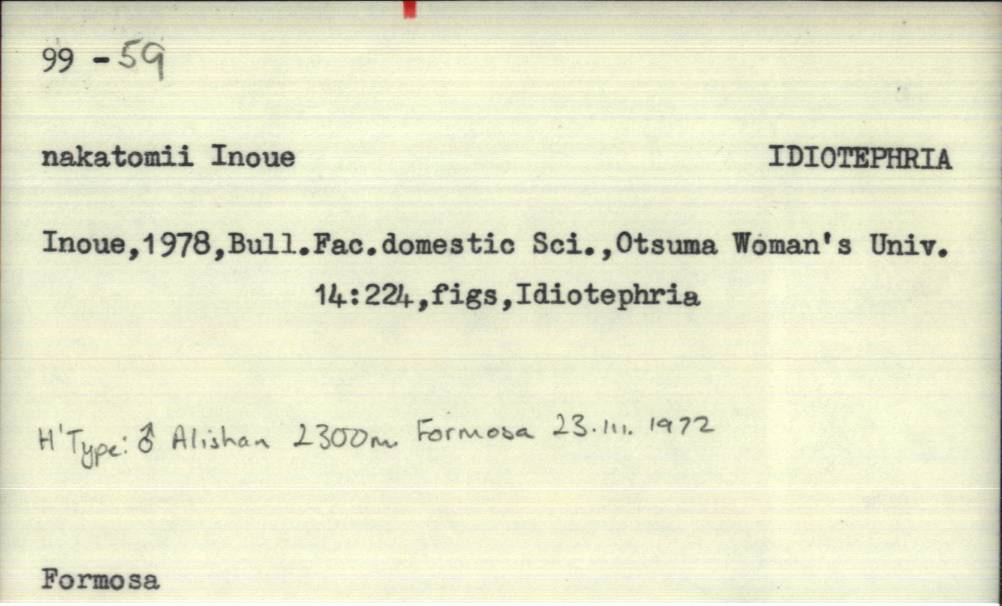 99 -59
nakatomii Inoue IDIOTEPHRIA
Inoue,1978,Bull.Fac.domestic Sci.,Otsuma Woman's Univ.
14:224,figs,Idiotephria
H'Type: ♂ Alishan 2300m. Formosa 23.III. 1972
Formosa